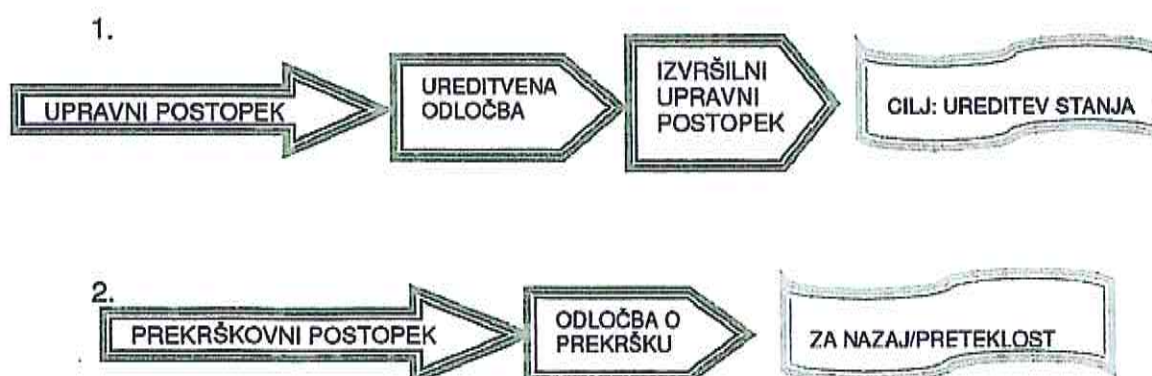 1.
UPRAVNI POSTOPEK
UREDITVENA
ODLOČBA
IZVRŠILNI
UPRAVNI
POSTOPEK
CILJ: UREDITEV STANJA
2.
PREKRŠKOVNI POSTOPEK
ODLOČBA O
PREKRŠKU
ZA NAZAJ/PRETEKLOST